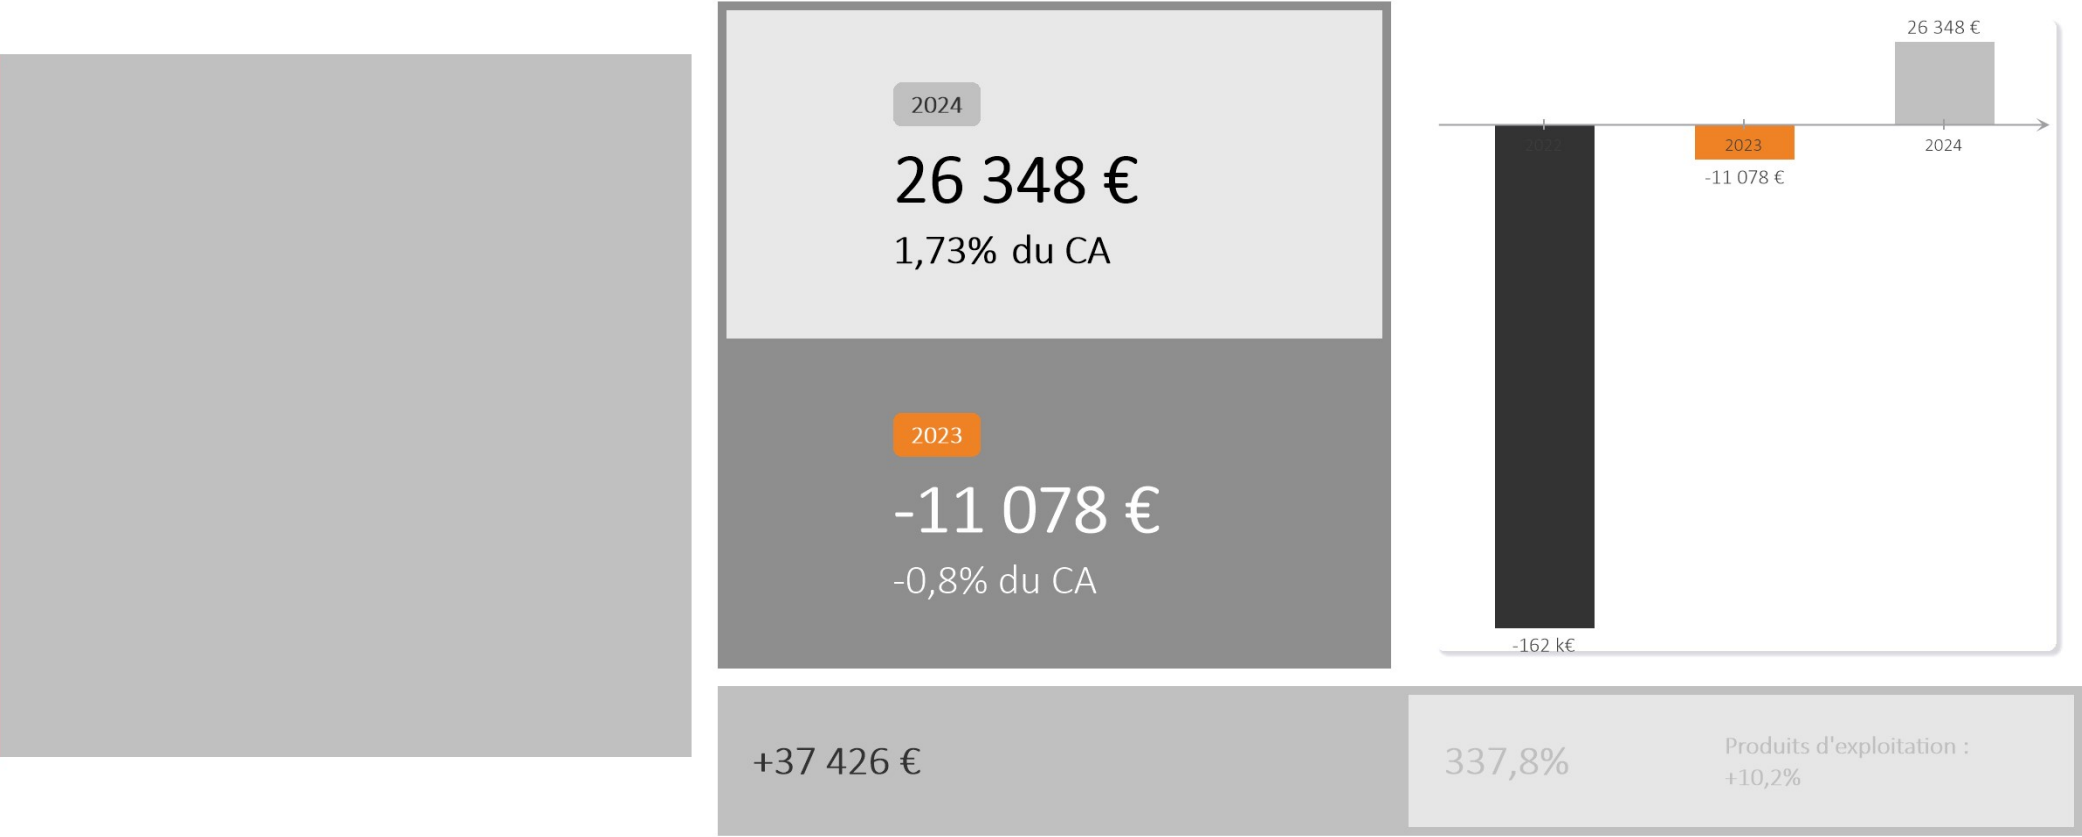 2024
26 348 €
1,73% du CA
2023
-11 078 €
-0,8% du CA
26 348 €
2022
2023
2024
-11 078 €
-162 k€
+37 426 €
337,8%
Produits d'exploitation :
+10,2%